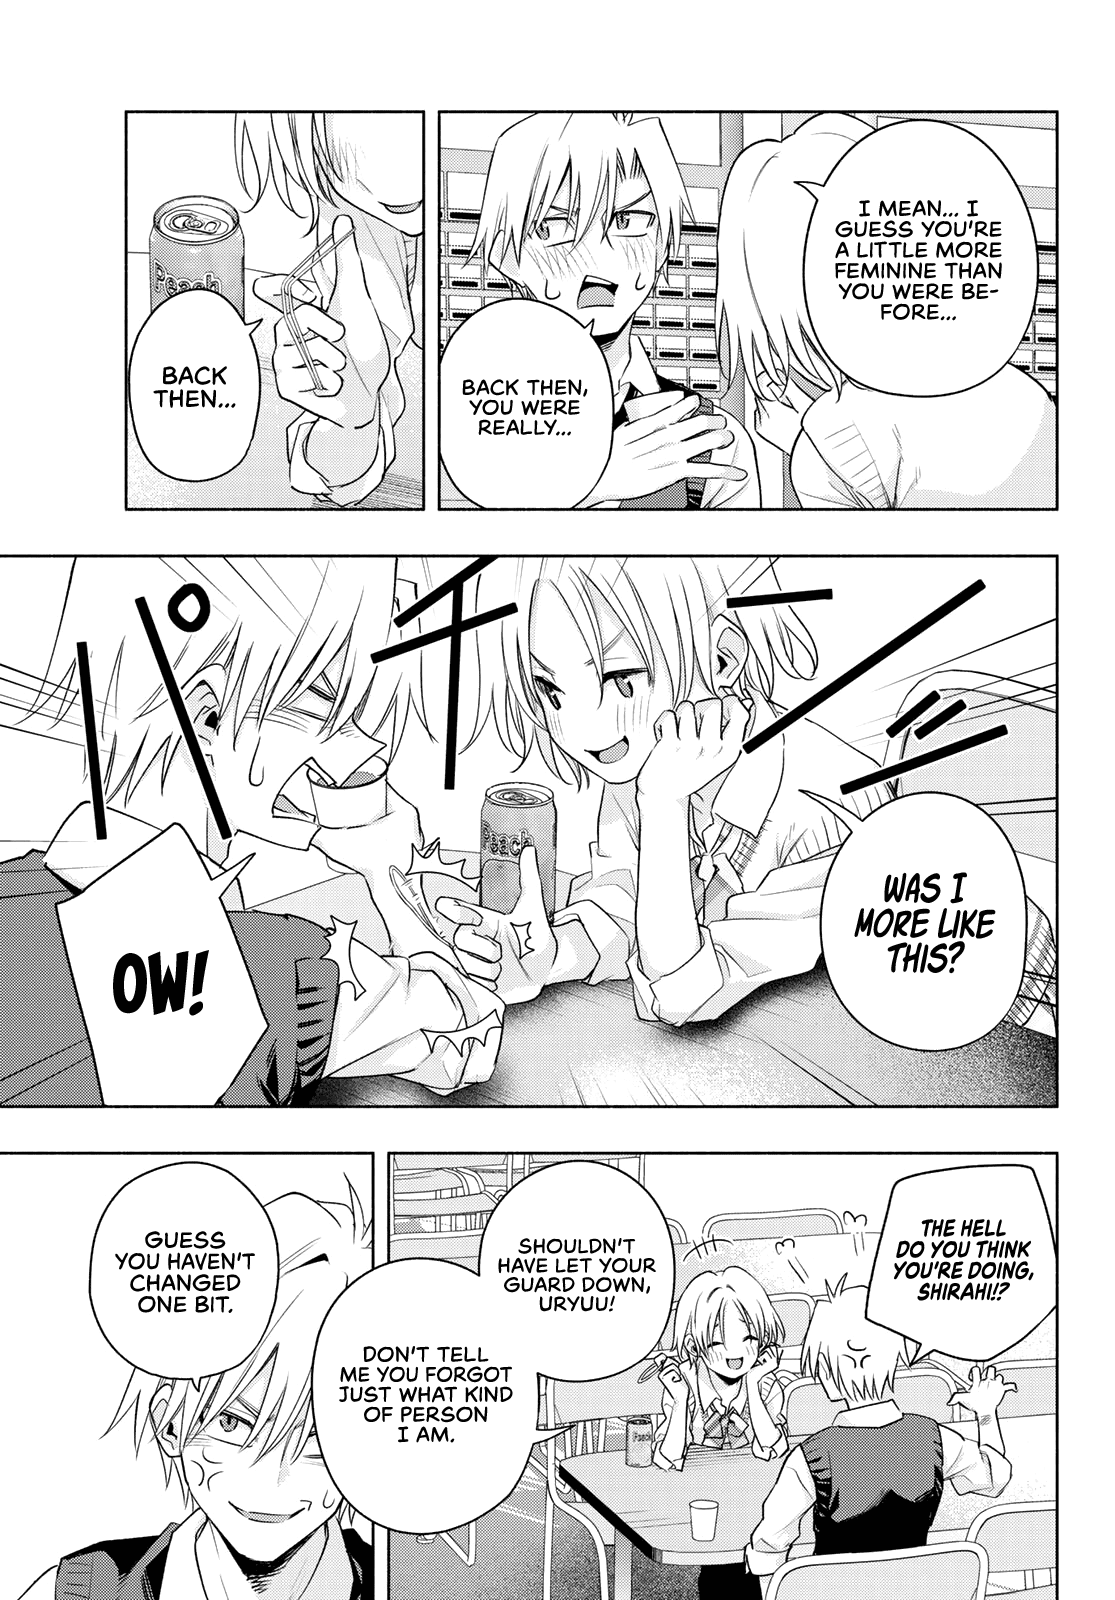 I MEAN... I
GUESS YOU'RE
A LITTLE MORE
FEMININE THAN
YOU WERE BE-
FORE...
BACK THEN,
YOU WERE
REALLY...
Peach
BACK
THEN...
パチーン
Peach
WAS I
MORE LIKE
THIS?
OW!
THE HELL
DO YOU THINK
YOU'RE DOING,
SHIRAHI!?
SHOULDN'T
HAVE LET YOUR
GUARD DOWN,
URYUU!
DON'T TELL
ME YOU FORGOT
JUST WHAT KIND
OF PERSON
I AM.
Peach
GUESS
YOU HAVEN'T
CHANGED
ONE BIT.